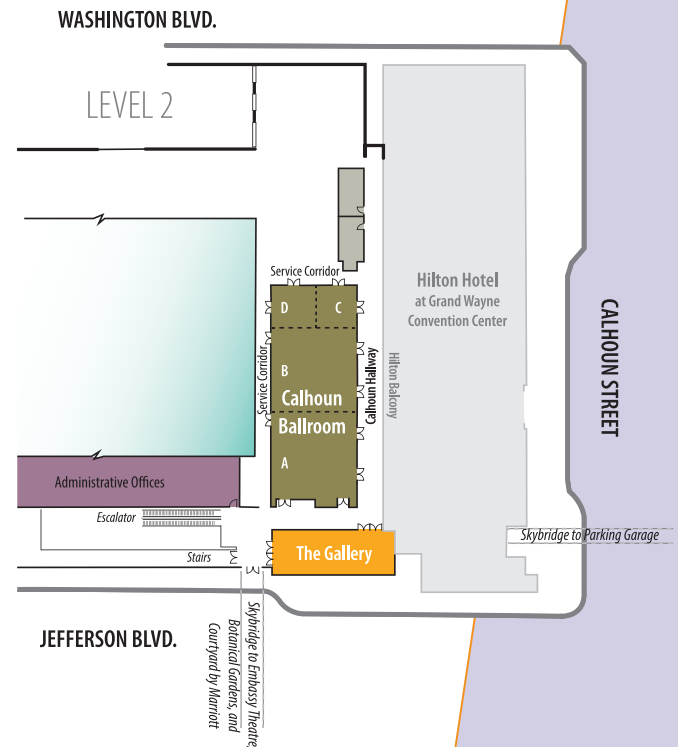 WASHINGTON BLVD.
LEVEL 2
Service Corridor
D
C
Hilton Hotel
at Grand Wayne
Convention Center
CALHOUN STREET
Service Corridor
B
Calhoun
Ballroom
Calhoun Hallway
Hilton Balcony
A
Administrative Offices
Escalator
Stairs
The Gallery
Skybridge to Parking Garage
JEFFERSON BLVD.
Skybridge to Embassy Theatre,
Botanical Gardens, and
Courtyard by Marriott